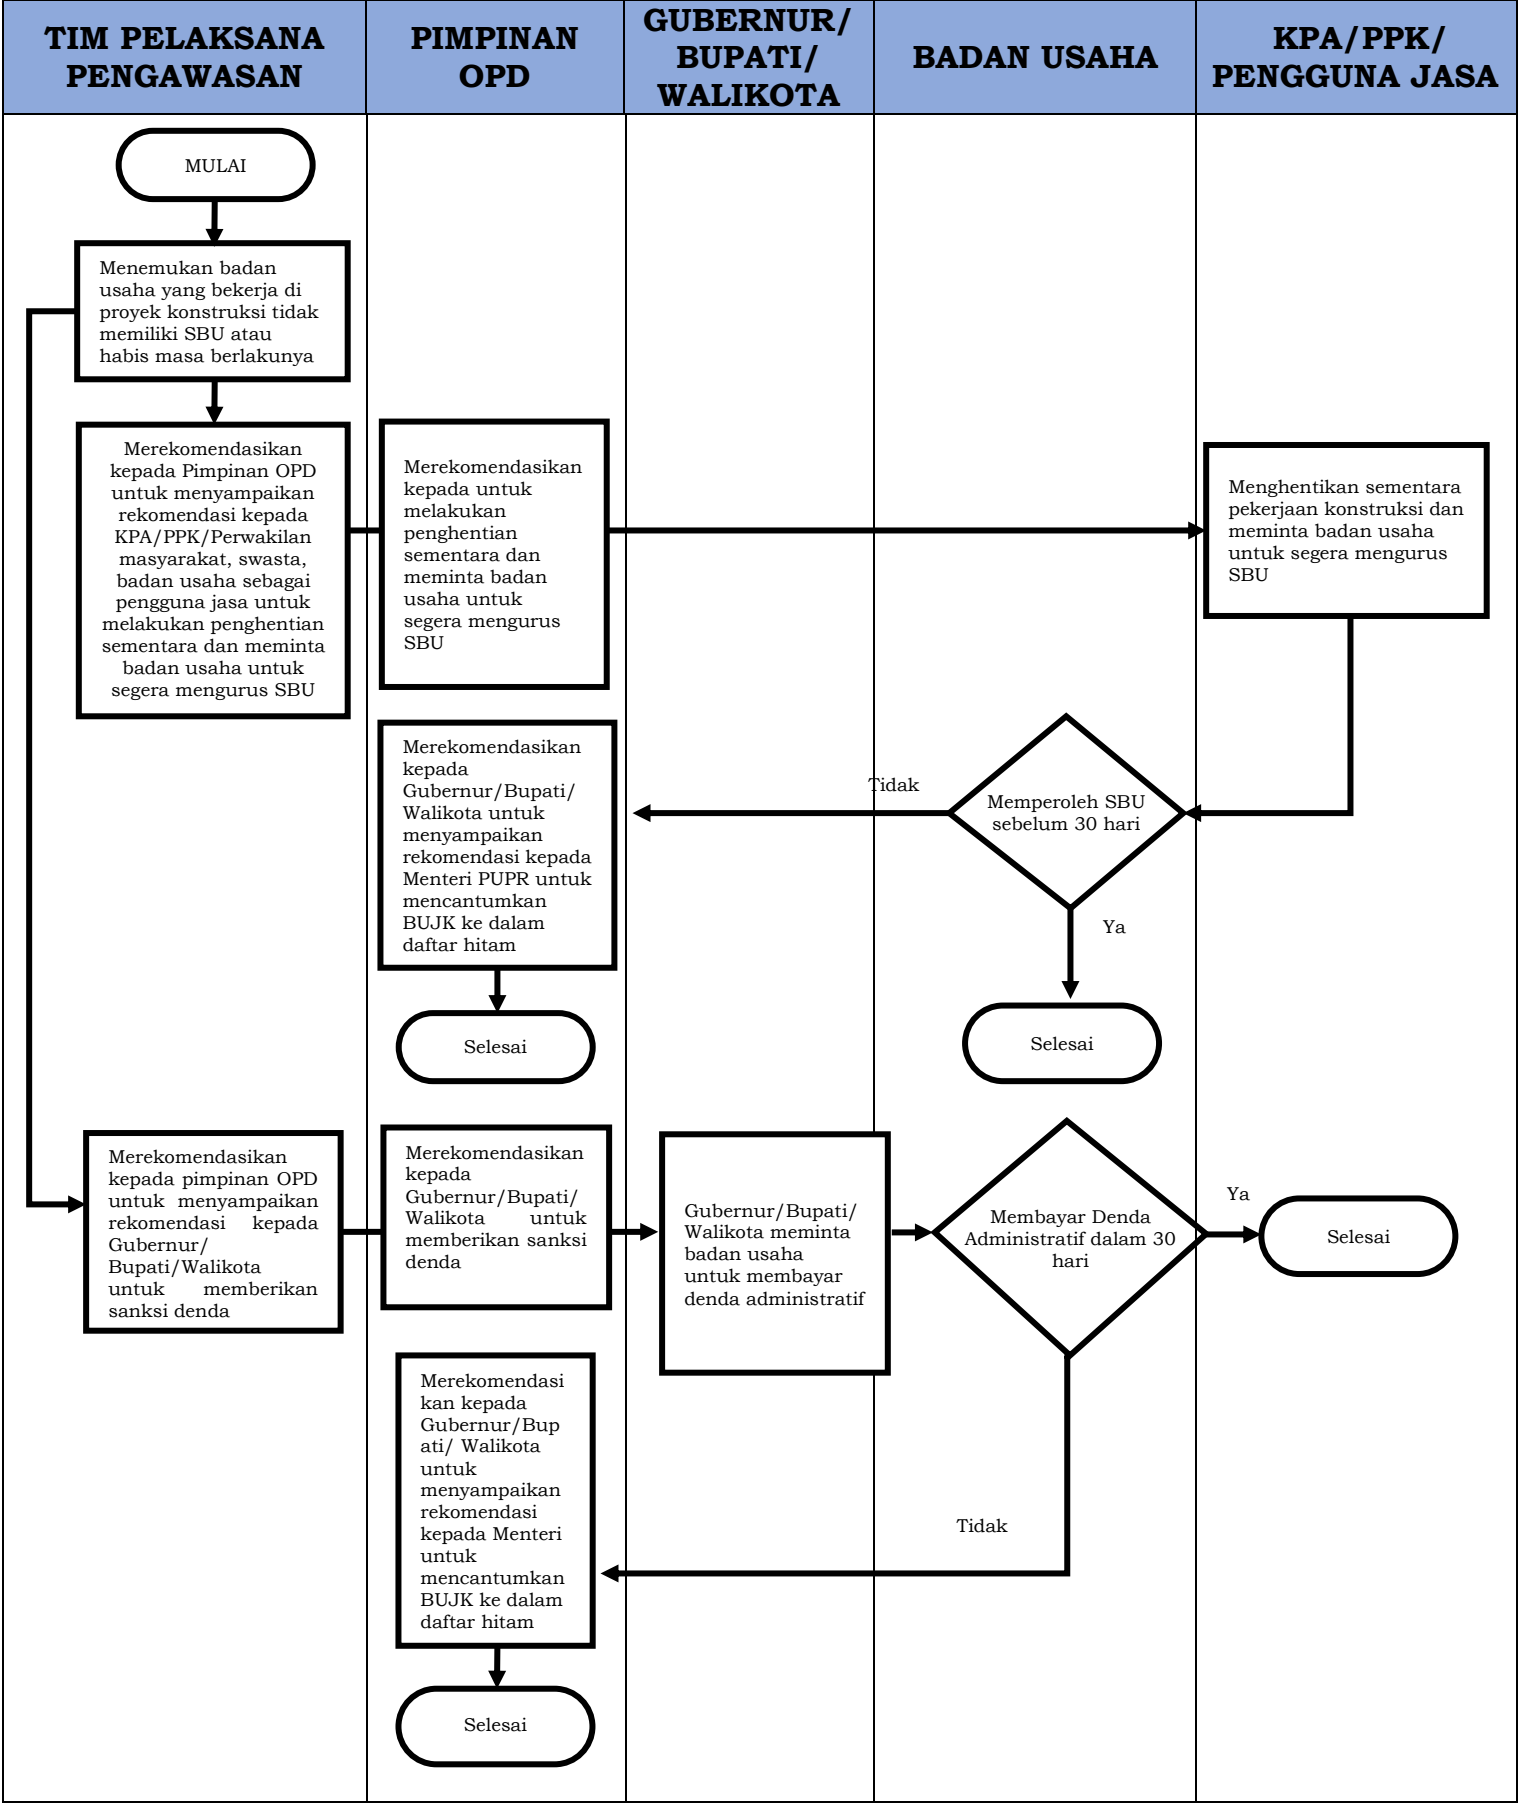 TIM PELAKSANA
PENGAWASAN
PIMPINAN
OPD
GUBERNUR/
BUPATI/
WALIKOTA
BADAN USAHA
KPA/PPK/
PENGGUNA JASA
MULAI
Menemukan badan
usaha yang bekerja di
proyek konstruksi tidak
memiliki SBU atau
habis masa berlakunya
Merekomendasikan
kepada Pimpinan OPD
untuk menyampaikan
rekomendasi kepada
KPA/PPK/Perwakilan
masyarakat, swasta,
badan usaha sebagai
pengguna jasa untuk
melakukan penghentian
sementara dan meminta
badan usaha untuk
segera mengurus SBU
Merekomendasikan
kepada untuk
melakukan
penghentian
sementara dan
meminta badan
usaha untuk
segera mengurus
SBU
Menghentikan sementara
pekerjaan konstruksi dan
meminta badan usaha
untuk segera mengurus
SBU
Merekomendasikan
kepada
Gubernur/Bupati/
Walikota untuk
menyampaikan
rekomendasi kepada
Menteri PUPR untuk
mencantumkan
BUJK ke dalam
daftar hitam
Tidak
Memperoleh SBU
sebelum 30 hari
Ya
Selesai
Selesai
Merekomendasikan
kepada pimpinan OPD
untuk menyampaikan
rekomendasi kepada
Gubernur/
Bupati/Walikota
untuk memberikan
sanksi denda
Merekomendasikan
kepada
Gubernur/Bupati/
Walikota untuk
memberikan sanksi
denda
Gubernur/Bupati/
Walikota meminta
badan usaha
untuk membayar
denda administratif
Membayar Denda
Administratif dalam 30
hari
Ya
Selesai
Merekomendasi
kan kepada
Gubernur/Bup
ati/ Walikota
untuk
menyampaikan
rekomendasi
kepada Menteri
untuk
mencantumkan
BUJK ke dalam
daftar hitam
Tidak
Selesai